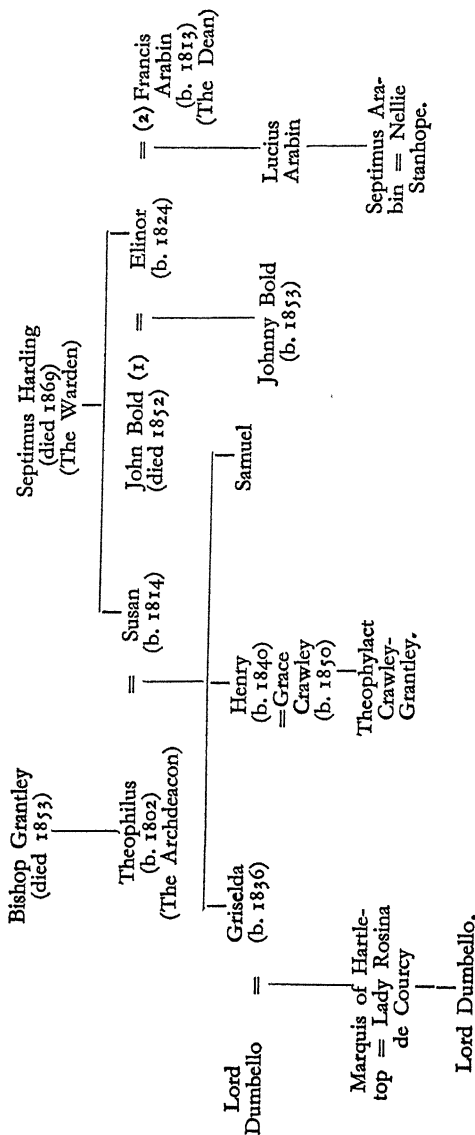 Bishop Grantley
(died 1853)
Septimus Harding
(died 1869)
(The Warden)
Theophilus
(b. 1802)
(The Archdeacon)
=
Susan
(b. 1814)
John Bold (1)
(died 1852)
=
Elinor
(b. 1824)
= (2) Francis
Arabin
(b. 1813)
(The Dean)
Lord
Dumbello
=
Griselda
(b. 1836)
Henry
(b. 1840)
=Grace
Crawley
(b. 1850)
Samuel
Johnny Bold
(b. 1853)
Lucius
Arabin
Marquis of Hartle-
top = Lady Rosina
de Courcy
Theophylact
Crawley-
Grantley.
Septimus Ara-
bin = Nellie
Stanhope.
Lord Dumbello.